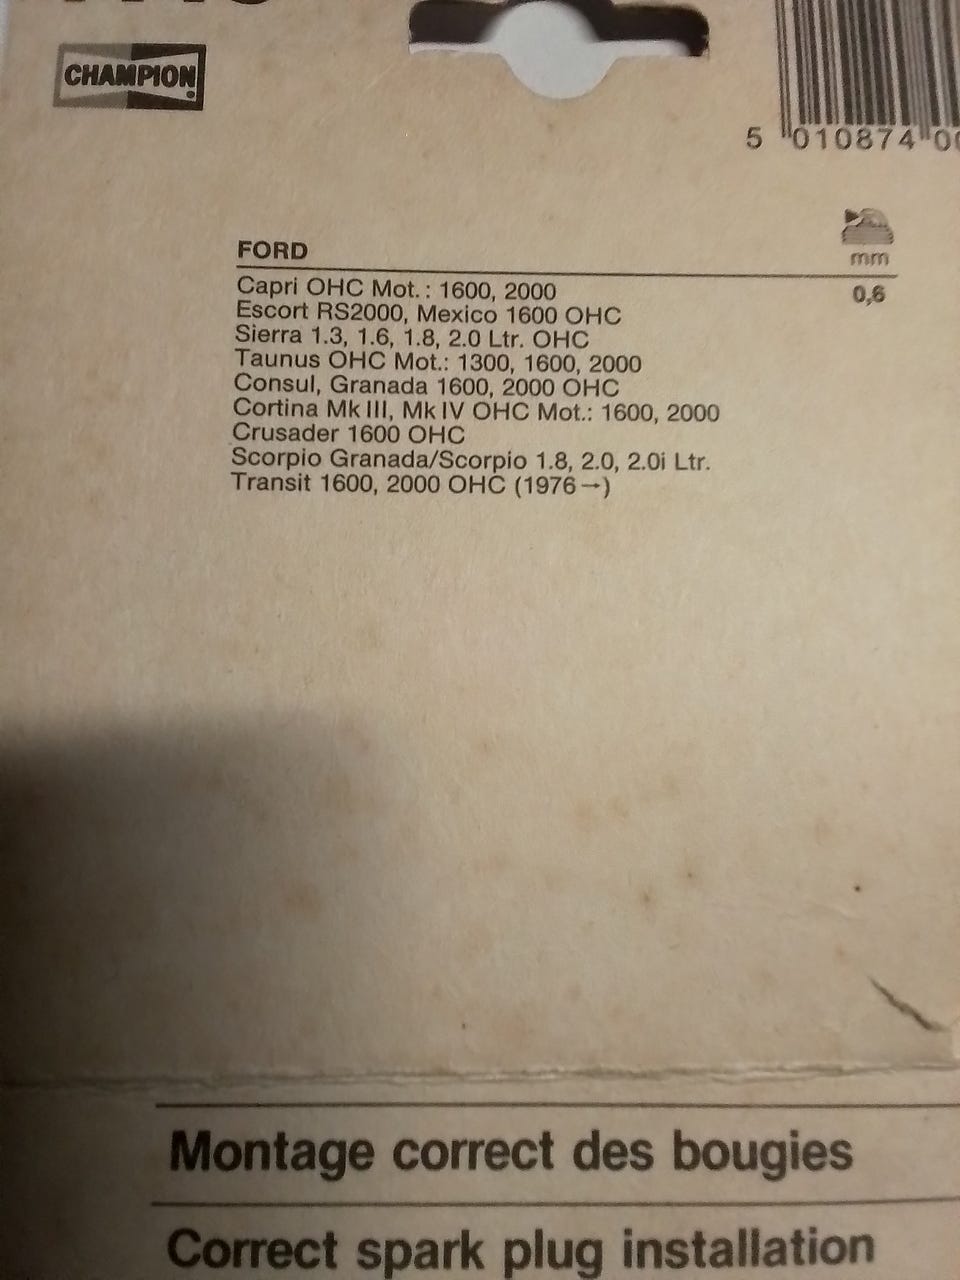 CHAMPION
5 010874 00
FORD
mm
Capri OHC Mot.: 1600, 2000 0,6
Escort RS2000, Mexico 1600 OHC
Sierra 1.3, 1.6, 1.8, 2.0 Ltr. OHC
Taunus OHC Mot.: 1300, 1600, 2000
Consul, Granada 1600, 2000 OHC
Cortina Mk III, Mk IV OHC Mot.: 1600, 2000
Crusader 1600 OHC
Scorpio Granada/Scorpio 1.8, 2.0, 2.0i Ltr.
Transit 1600, 2000 OHC (1976→)
Montage correct des bougies
Correct spark plug installation